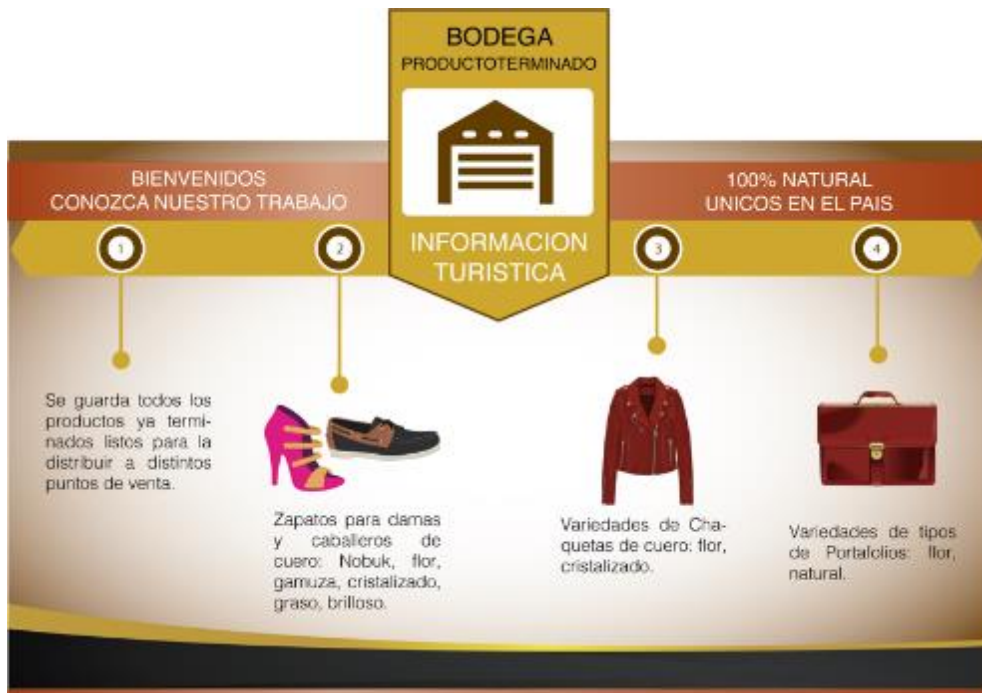 BODEGA
PRODUCTOTERMINADO
BIENVENIDOS
CONOZCA NUESTRO TRABAJO
100% NATURAL
UNICOS EN EL PAIS
INFORMACION
TURISTICA
1
2
3
4
Se guarda todos los
productos ya termi-
nados listos para la
distribuir a distintos
puntos de venta.
Zapatos para damas
y caballeros de
cuero: Nobuk, flor,
gamuza, cristalizado,
graso, brilloso.
Variedades de Cha-
quetas de cuero: flor,
cristalizado.
Variedades de tipos
de Portafolios: flor,
natural.